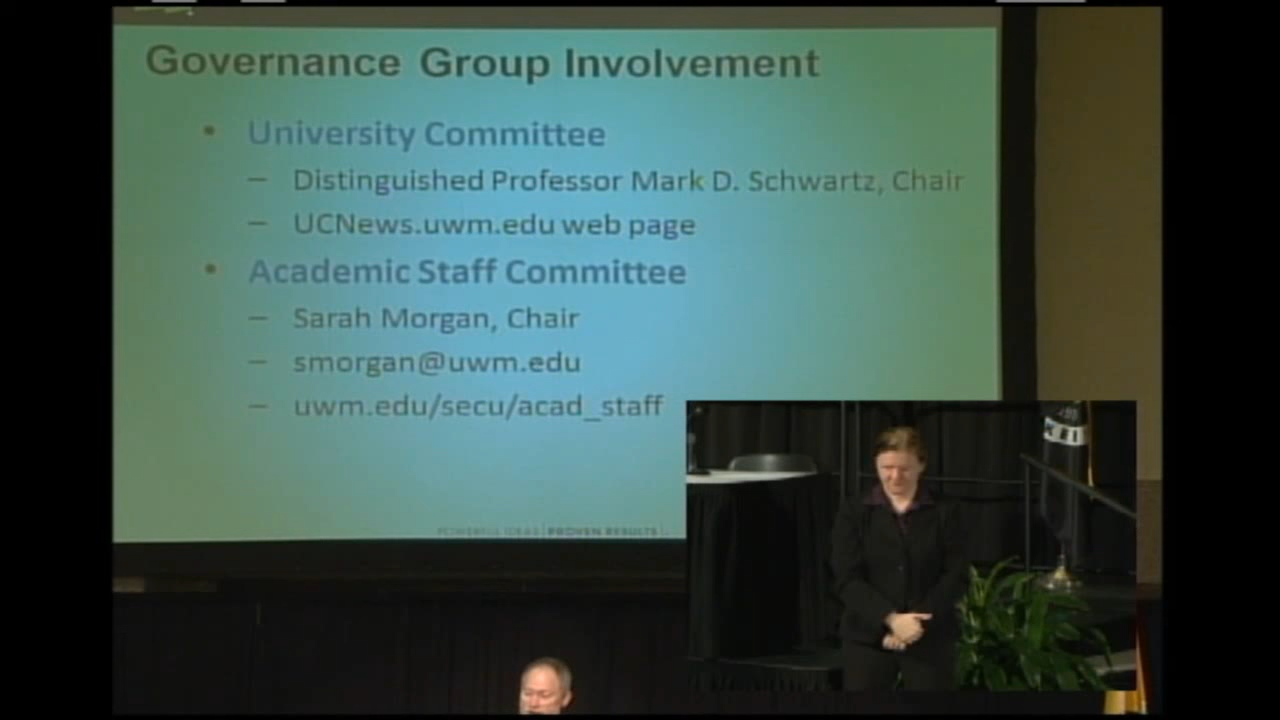 Governance Group Involvement
• University Committee
– Distinguished Professor Mark D. Schwartz, Chair
– UCNews.uwm.edu web page
• Academic Staff Committee
– Sarah Morgan, Chair
– smorgan@uwm.edu
– uwm.edu/secu/acad_staff
POWERFUL IDEAS | PROVEN RESULTS